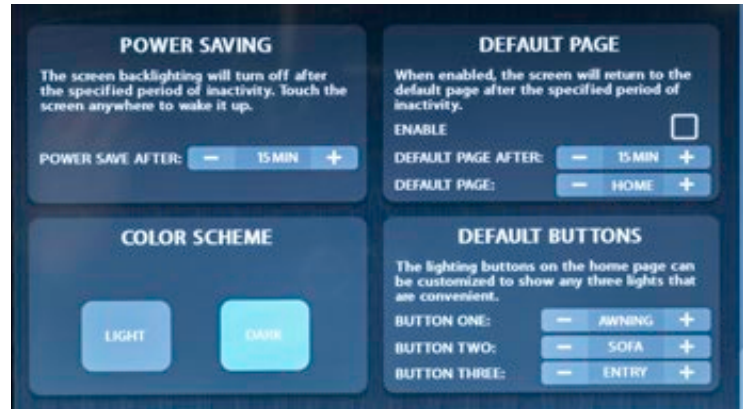 POWER SAVING
The screen backlighting will turn off after
the specified period of inactivity. Touch the
screen anywhere to wake it up.
POWER SAVE AFTER: − 15 MIN +
DEFAULT PAGE
When enabled, the screen will return to the
default page after the specified period of
inactivity.
ENABLE
DEFAULT PAGE AFTER: − 15 MIN +
DEFAULT PAGE: − HOME +
COLOR SCHEME
LIGHT DARK
DEFAULT BUTTONS
The lighting buttons on the home page can
be customized to show any three lights that
are convenient.
BUTTON ONE: − AWNING +
BUTTON TWO: − SOFA +
BUTTON THREE: − ENTRY +